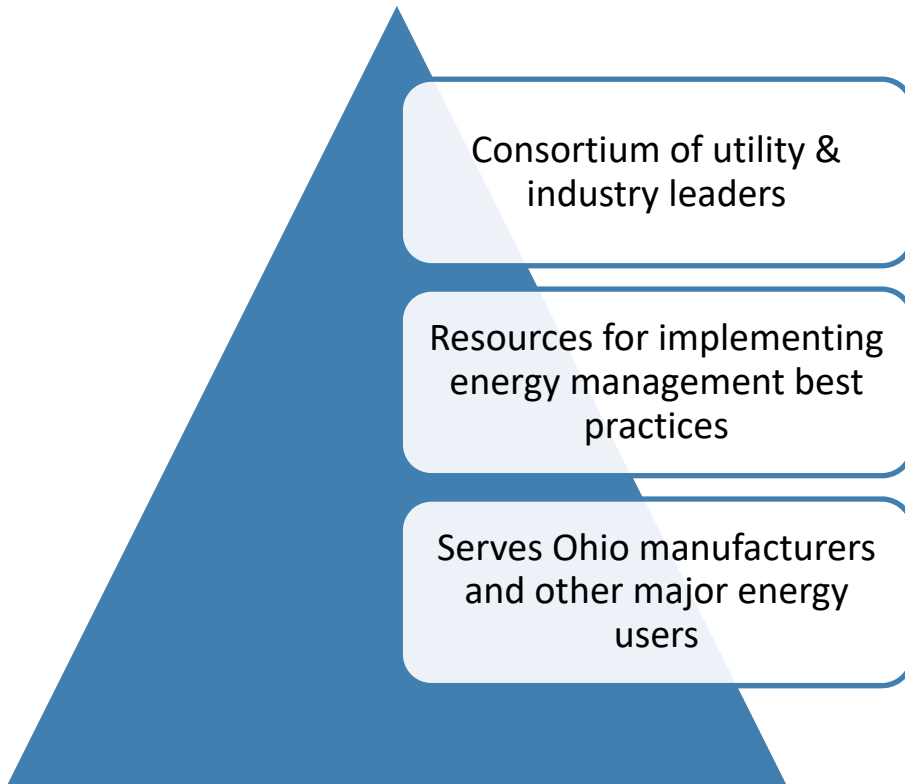 Consortium of utility &
industry leaders
Resources for implementing
energy management best
practices
Serves Ohio manufacturers
and other major energy
users